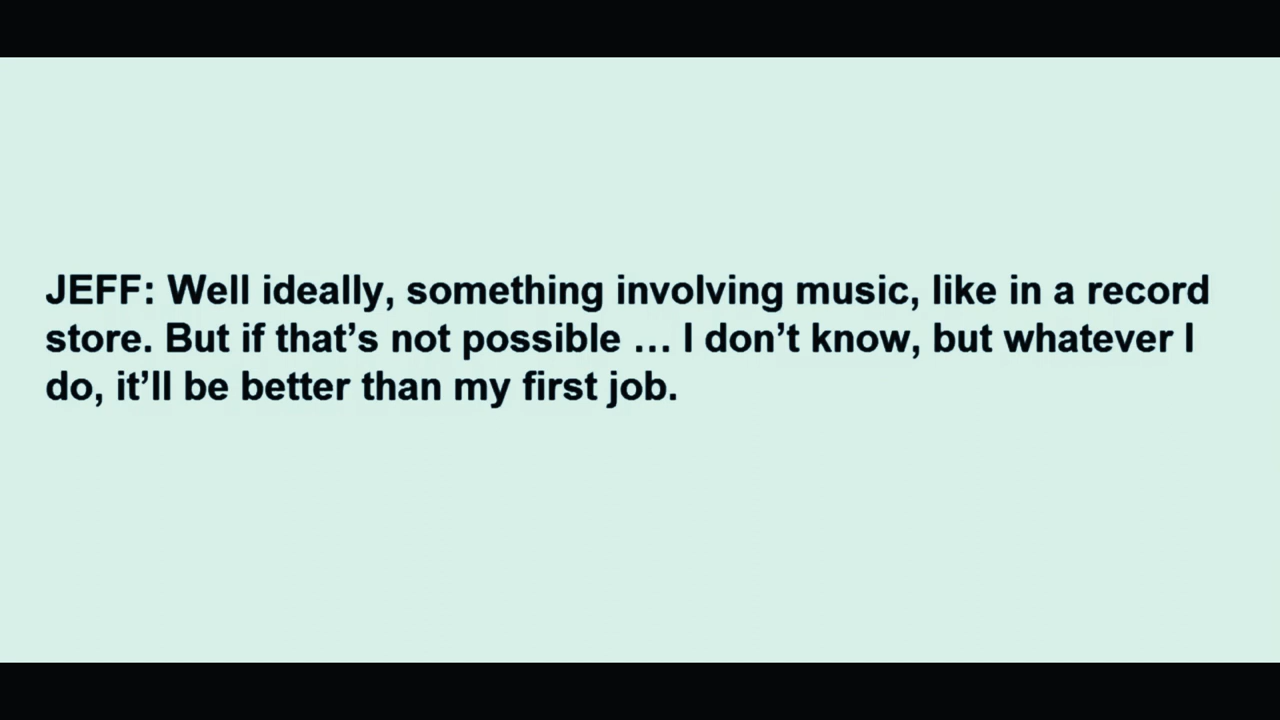 JEFF: Well ideally, something involving music, like in a record
store. But if that’s not possible … I don’t know, but whatever I
do, it’ll be better than my first job.